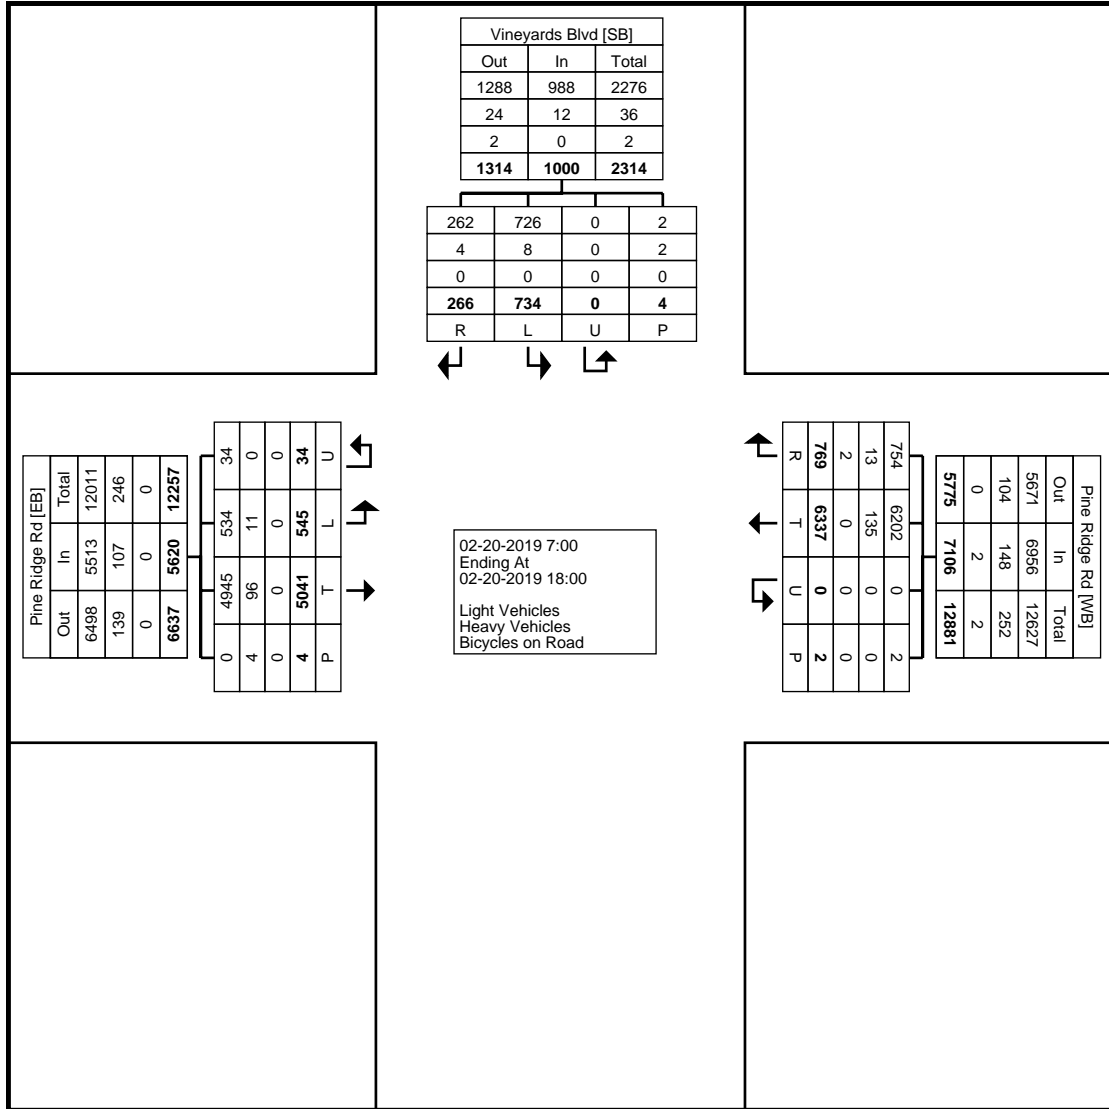 Vineyards Blvd [SB]
Out In Total
1288 988 2276
24 12 36
2 0 2
1314 1000 2314
262 726 0 2
4 8 0 2
0 0 0 0
266 734 0 4
R L U P
Pine Ridge Rd [EB]
Out In Total
6498 5513 12011
139 107 246
0 0 0
6637 5620 12257
0 4945 534 34
4 96 11 0
0 0 0 0
4 5041 545 34
P T L U
02-20-2019 7:00
Ending At
02-20-2019 18:00
Light Vehicles
Heavy Vehicles
Bicycles on Road
Pine Ridge Rd [WB]
Out In Total
5671 6956 12627
104 148 252
0 2 2
5775 7106 12881
754 6202 0 2
13 135 0 0
2 0 0 0
769 6337 0 2
R T U P